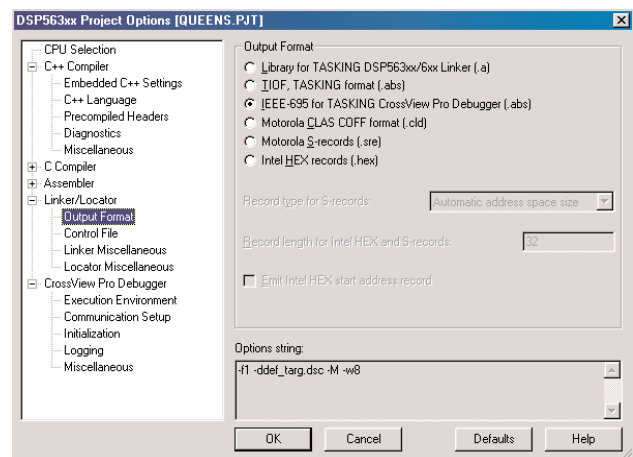 DSP563xx Project Options [QUEENS.PJT]
CPU Selection
C++ Compiler
Embedded C++ Settings
C++ Language
Precompiled Headers
Diagnostics
Miscellaneous
C Compiler
Assembler
Linker/Locator
Output Format
Control File
Linker Miscellaneous
Locator Miscellaneous
CrossView Pro Debugger
Execution Environment
Communication Setup
Initialization
Logging
Miscellaneous
Output Format
Library for TASKING DSP563xx/6xx Linker (.a)
TIOF, TASKING format (.abs)
IEEE-695 for TASKING CrossView Pro Debugger (.abs)
Motorola CLAS COFF format (.cld)
Motorola S-records (.sre)
Intel HEX records (.hex)
Record type for S-records: Automatic address space size
Record length for Intel HEX and S-records: 32
Emit Intel HEX start address record
Options string:
-f1 -ddef_targ.dsc -M -w8
OK Cancel Defaults Help